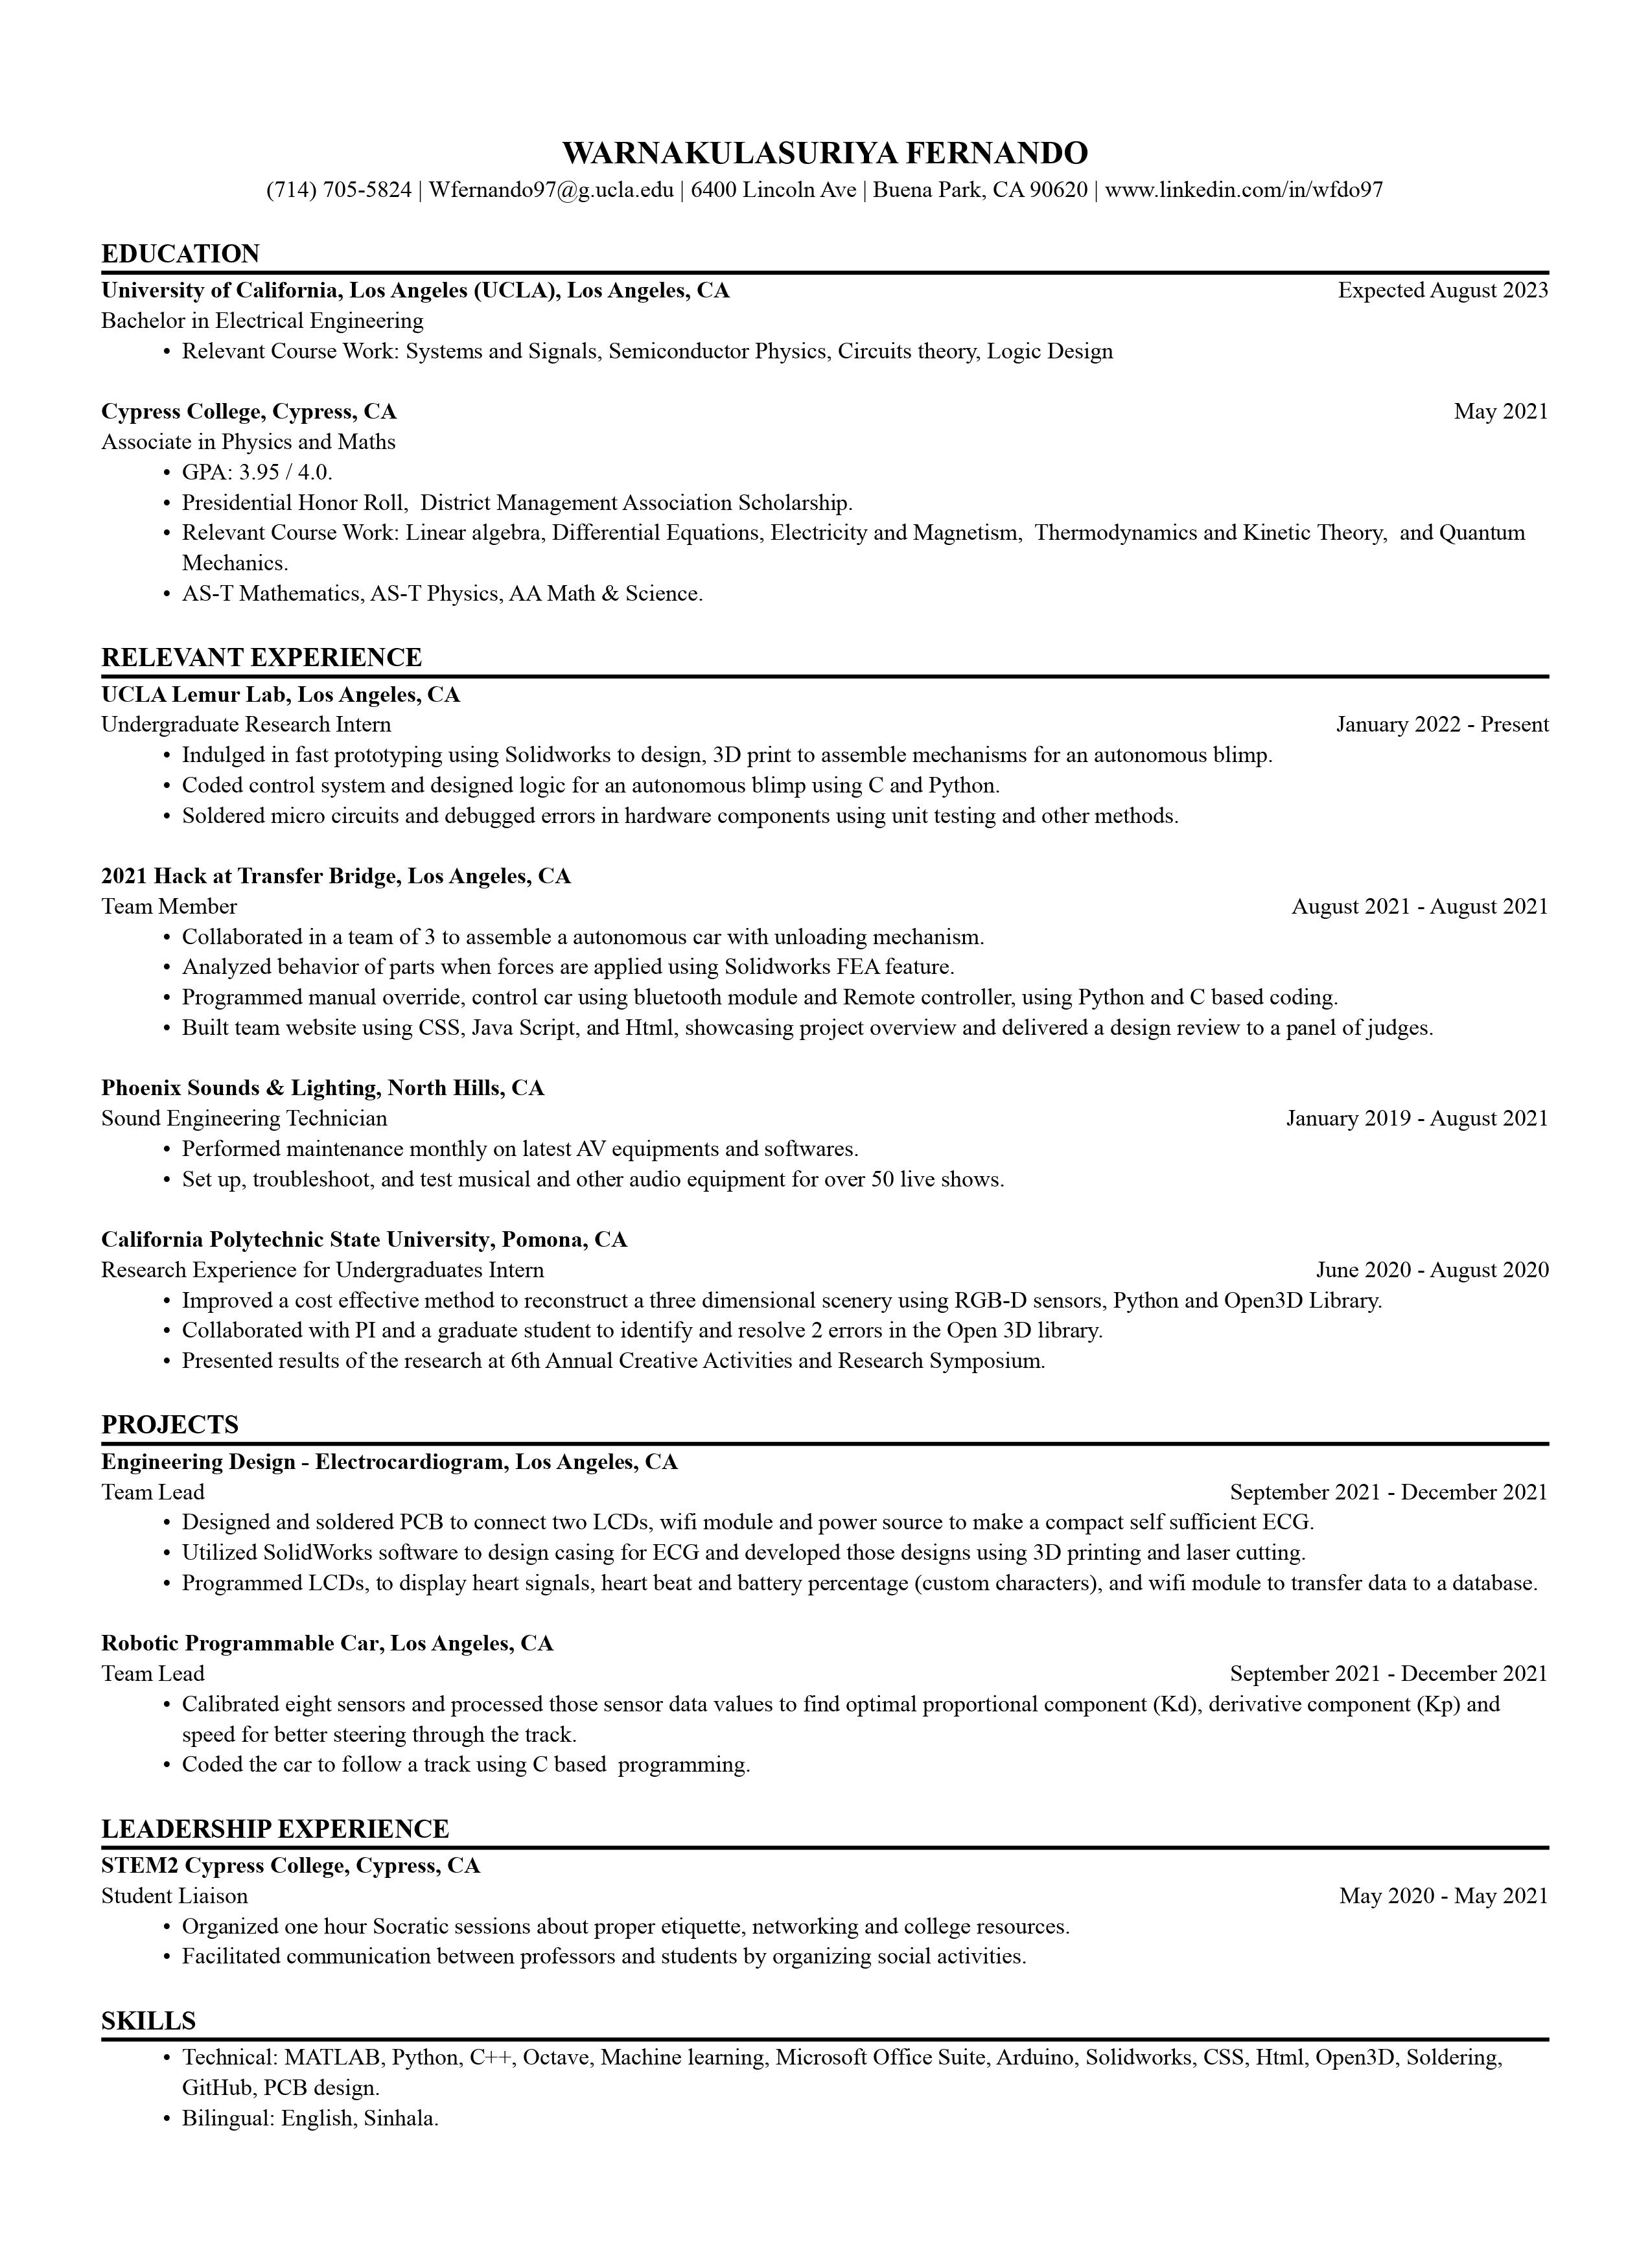 WARNAKULASURIYA FERNANDO
(714) 705-5824 | Wfernando97@g.ucla.edu | 6400 Lincoln Ave | Buena Park, CA 90620 | www.linkedin.com/in/wfdo97
EDUCATION
University of California, Los Angeles (UCLA), Los Angeles, CA Expected August 2023
Bachelor in Electrical Engineering
• Relevant Course Work: Systems and Signals, Semiconductor Physics, Circuits theory, Logic Design
Cypress College, Cypress, CA May 2021
Associate in Physics and Maths
• GPA: 3.95 / 4.0.
• Presidential Honor Roll,  District Management Association Scholarship.
• Relevant Course Work: Linear algebra, Differential Equations, Electricity and Magnetism,  Thermodynamics and Kinetic Theory,  and Quantum
Mechanics.
• AS-T Mathematics, AS-T Physics, AA Math & Science.
RELEVANT EXPERIENCE
UCLA Lemur Lab, Los Angeles, CA
Undergraduate Research Intern January 2022 - Present
• Indulged in fast prototyping using Solidworks to design, 3D print to assemble mechanisms for an autonomous blimp.
• Coded control system and designed logic for an autonomous blimp using C and Python.
• Soldered micro circuits and debugged errors in hardware components using unit testing and other methods.
2021 Hack at Transfer Bridge, Los Angeles, CA
Team Member August 2021 - August 2021
• Collaborated in a team of 3 to assemble a autonomous car with unloading mechanism.
• Analyzed behavior of parts when forces are applied using Solidworks FEA feature.
• Programmed manual override, control car using bluetooth module and Remote controller, using Python and C based coding.
• Built team website using CSS, Java Script, and Html, showcasing project overview and delivered a design review to a panel of judges.
Phoenix Sounds & Lighting, North Hills, CA
Sound Engineering Technician January 2019 - August 2021
• Performed maintenance monthly on latest AV equipments and softwares.
• Set up, troubleshoot, and test musical and other audio equipment for over 50 live shows.
California Polytechnic State University, Pomona, CA
Research Experience for Undergraduates Intern June 2020 - August 2020
• Improved a cost effective method to reconstruct a three dimensional scenery using RGB-D sensors, Python and Open3D Library.
• Collaborated with PI and a graduate student to identify and resolve 2 errors in the Open 3D library.
• Presented results of the research at 6th Annual Creative Activities and Research Symposium.
PROJECTS
Engineering Design - Electrocardiogram, Los Angeles, CA
Team Lead September 2021 - December 2021
• Designed and soldered PCB to connect two LCDs, wifi module and power source to make a compact self sufficient ECG.
• Utilized SolidWorks software to design casing for ECG and developed those designs using 3D printing and laser cutting.
• Programmed LCDs, to display heart signals, heart beat and battery percentage (custom characters), and wifi module to transfer data to a database.
Robotic Programmable Car, Los Angeles, CA
Team Lead September 2021 - December 2021
• Calibrated eight sensors and processed those sensor data values to find optimal proportional component (Kd), derivative component (Kp) and
speed for better steering through the track.
• Coded the car to follow a track using C based  programming.
LEADERSHIP EXPERIENCE
STEM2 Cypress College, Cypress, CA
Student Liaison May 2020 - May 2021
• Organized one hour Socratic sessions about proper etiquette, networking and college resources.
• Facilitated communication between professors and students by organizing social activities.
SKILLS
• Technical: MATLAB, Python, C++, Octave, Machine learning, Microsoft Office Suite, Arduino, Solidworks, CSS, Html, Open3D, Soldering,
GitHub, PCB design.
• Bilingual: English, Sinhala.